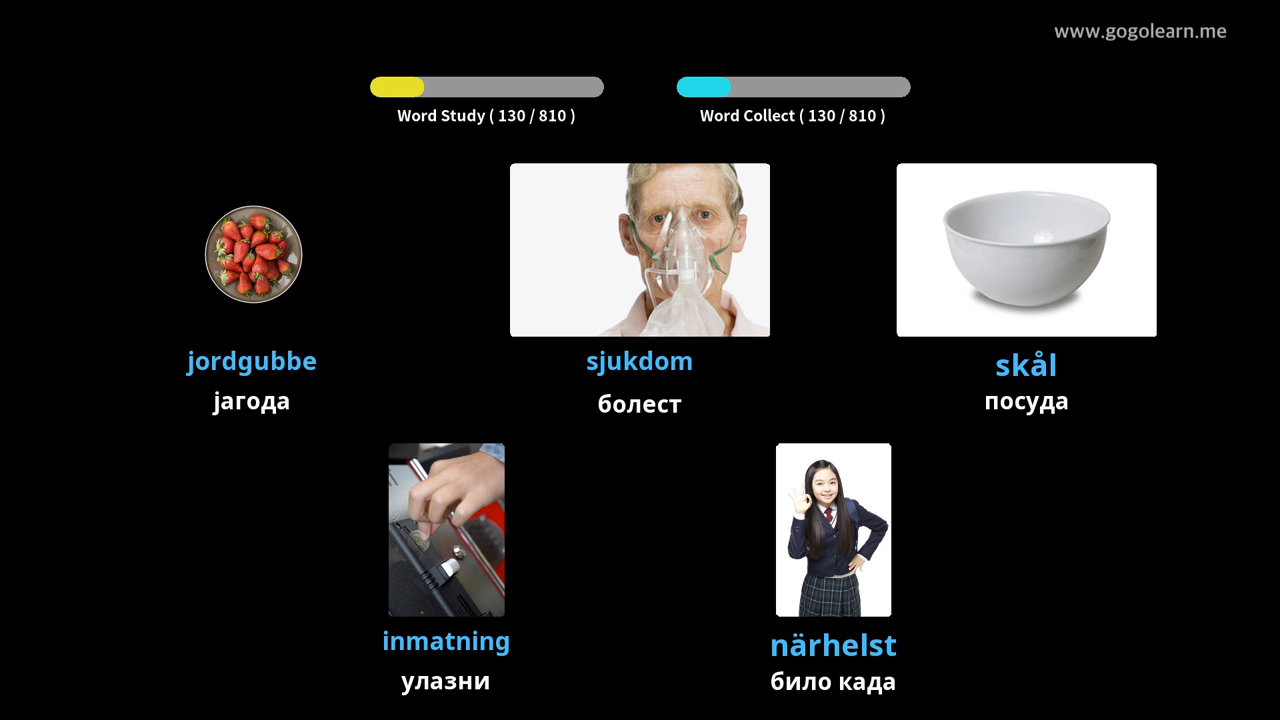 www.gogolearn.me
Word Study ( 130 / 810 )
Word Collect ( 130 / 810 )
jordgubbe
јагода
sjukdom
болест
skål
посуда
inmatning
улазни
närhelst
било када